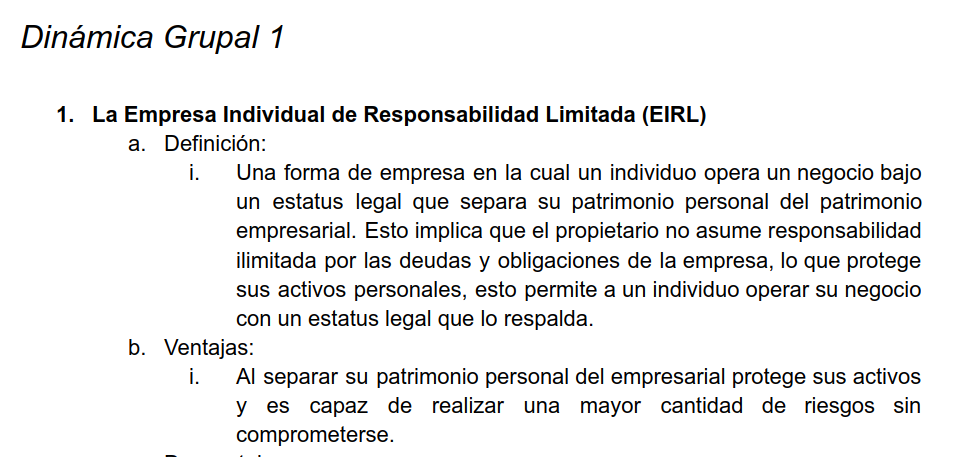 Dinámica Grupal 1
1. La Empresa Individual de Responsabilidad Limitada (EIRL)
a. Definición:
i. Una forma de empresa en la cual un individuo opera un negocio bajo
un estatus legal que separa su patrimonio personal del patrimonio
empresarial. Esto implica que el propietario no asume responsabilidad
ilimitada por las deudas y obligaciones de la empresa, lo que protege
sus activos personales, esto permite a un individuo operar su negocio
con un estatus legal que lo respalda.
b. Ventajas:
i. Al separar su patrimonio personal del empresarial protege sus activos
y es capaz de realizar una mayor cantidad de riesgos sin
comprometerse.